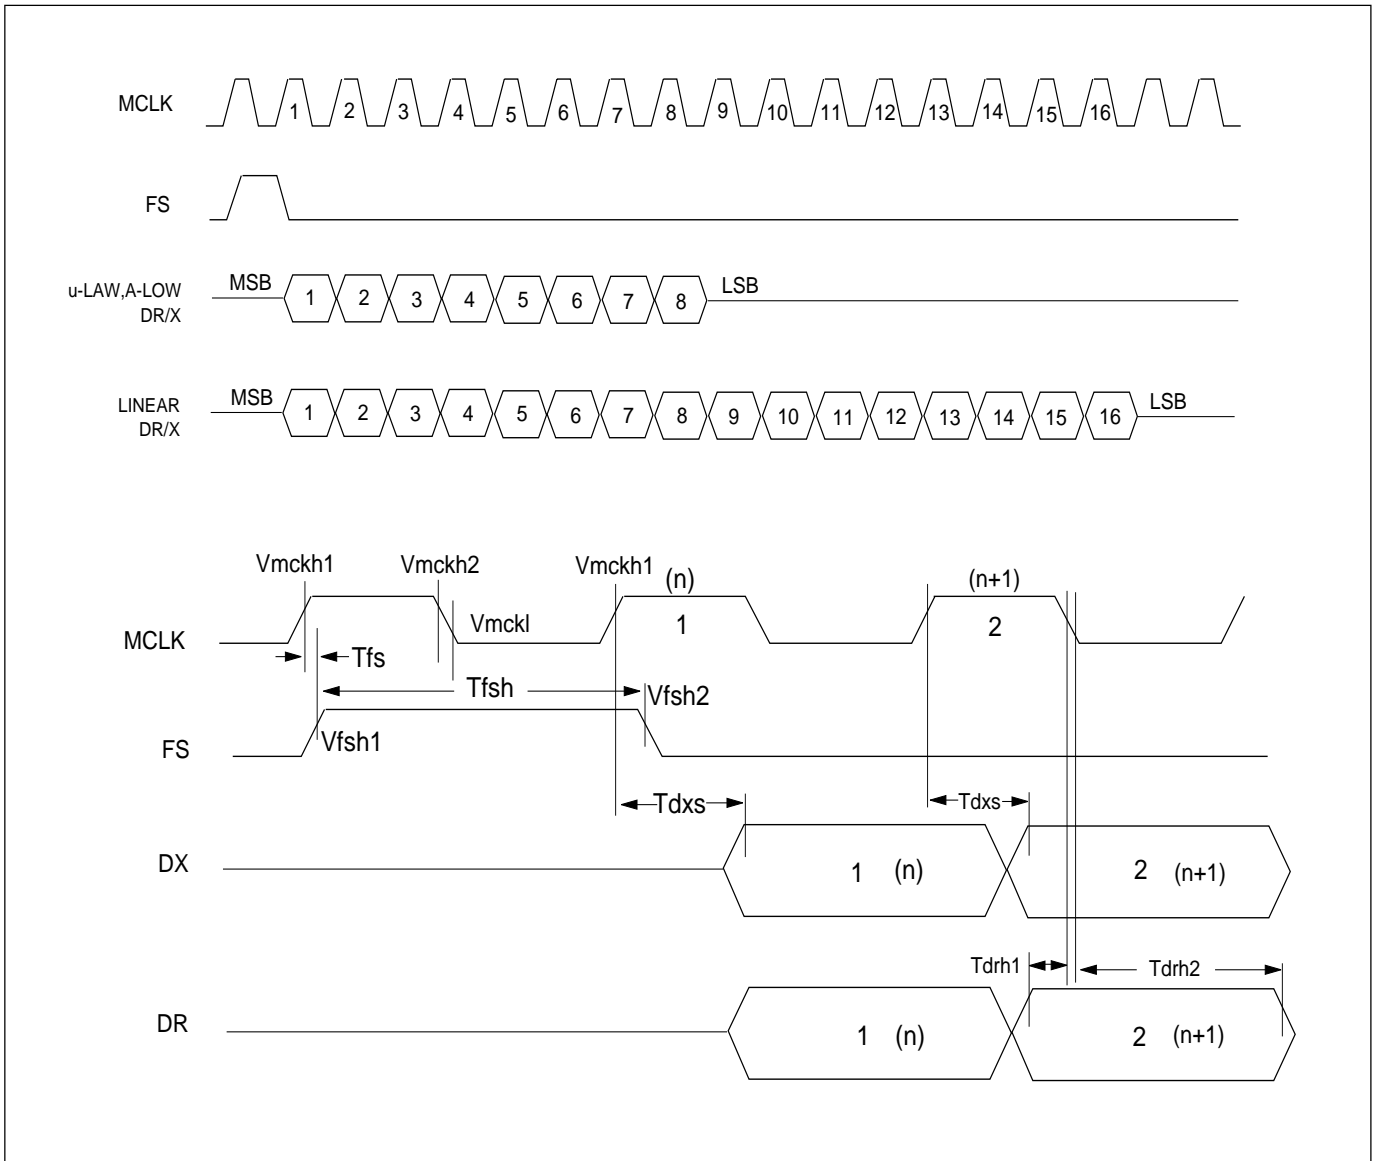 MCLK 1 2 3 4 5 6 7 8 9 10 11 12 13 14 15 16
FS
u-LAW,A-LOW
DR/X
MSB 1 2 3 4 5 6 7 8 LSB
LINEAR
DR/X
MSB 1 2 3 4 5 6 7 8 9 10 11 12 13 14 15 16 LSB
Vmckh1 Vmckh2 Vmckh1 (n) (n+1)
MCLK Vmckl 1 2
Tfs
Tfsh Vfsh2
FS Vfsh1
Tdxs Tdxs
DX 1 (n) 2 (n+1)
Tdrh1 Tdrh2
DR 1 (n) 2 (n+1)